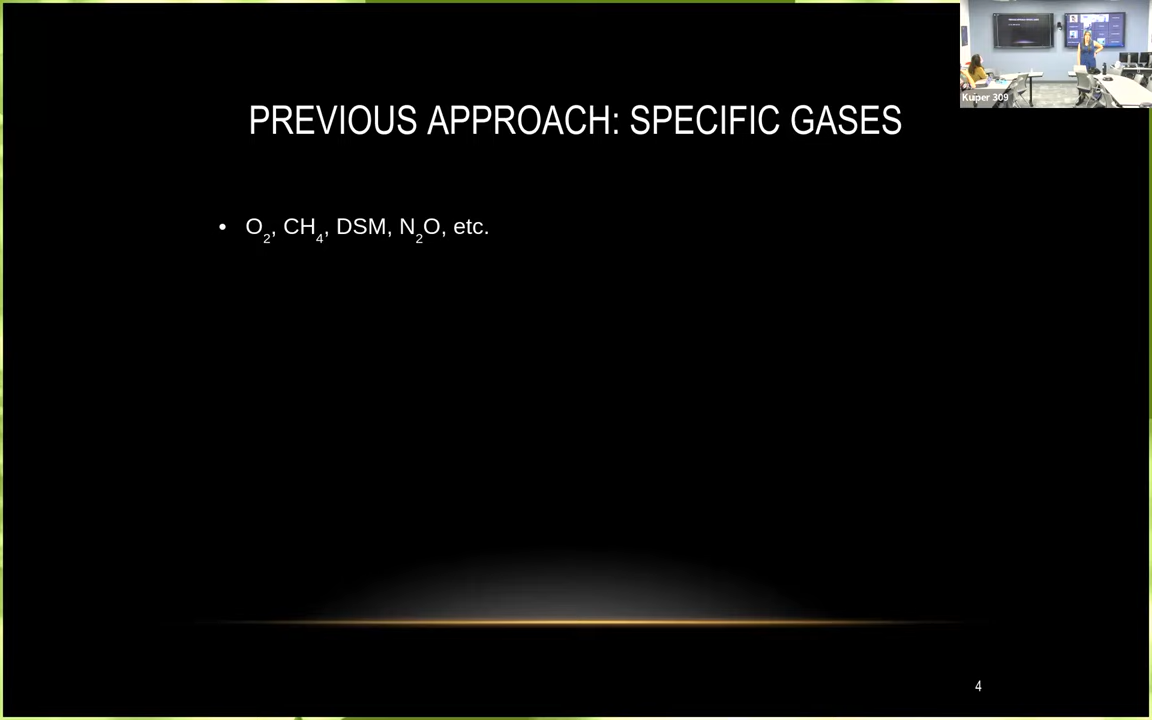 PREVIOUS APPROACH: SPECIFIC GASES
• O₂, CH₄, DSM, N₂O, etc.
4
Kuiper 309